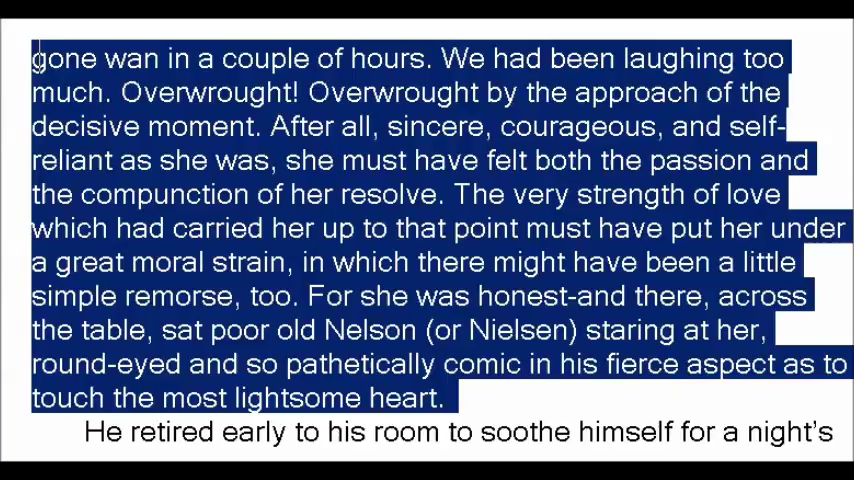 gone wan in a couple of hours. We had been laughing too
much. Overwrought! Overwrought by the approach of the
decisive moment. After all, sincere, courageous, and self-
reliant as she was, she must have felt both the passion and
the compunction of her resolve. The very strength of love
which had carried her up to that point must have put her under
a great moral strain, in which there might have been a little
simple remorse, too. For she was honest-and there, across
the table, sat poor old Nelson (or Nielsen) staring at her,
round-eyed and so pathetically comic in his fierce aspect as to
touch the most lightsome heart.
He retired early to his room to soothe himself for a night's